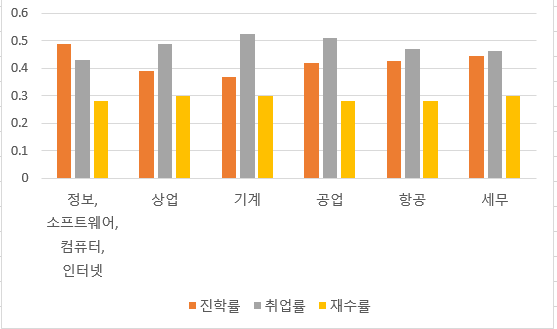 0.6
0.5
0.4
0.3
0.2
0.1
0
정보, 상업 기계 공업 항공 세무
소프트웨어,
컴퓨터,
인터넷
진학률 취업률 재수률